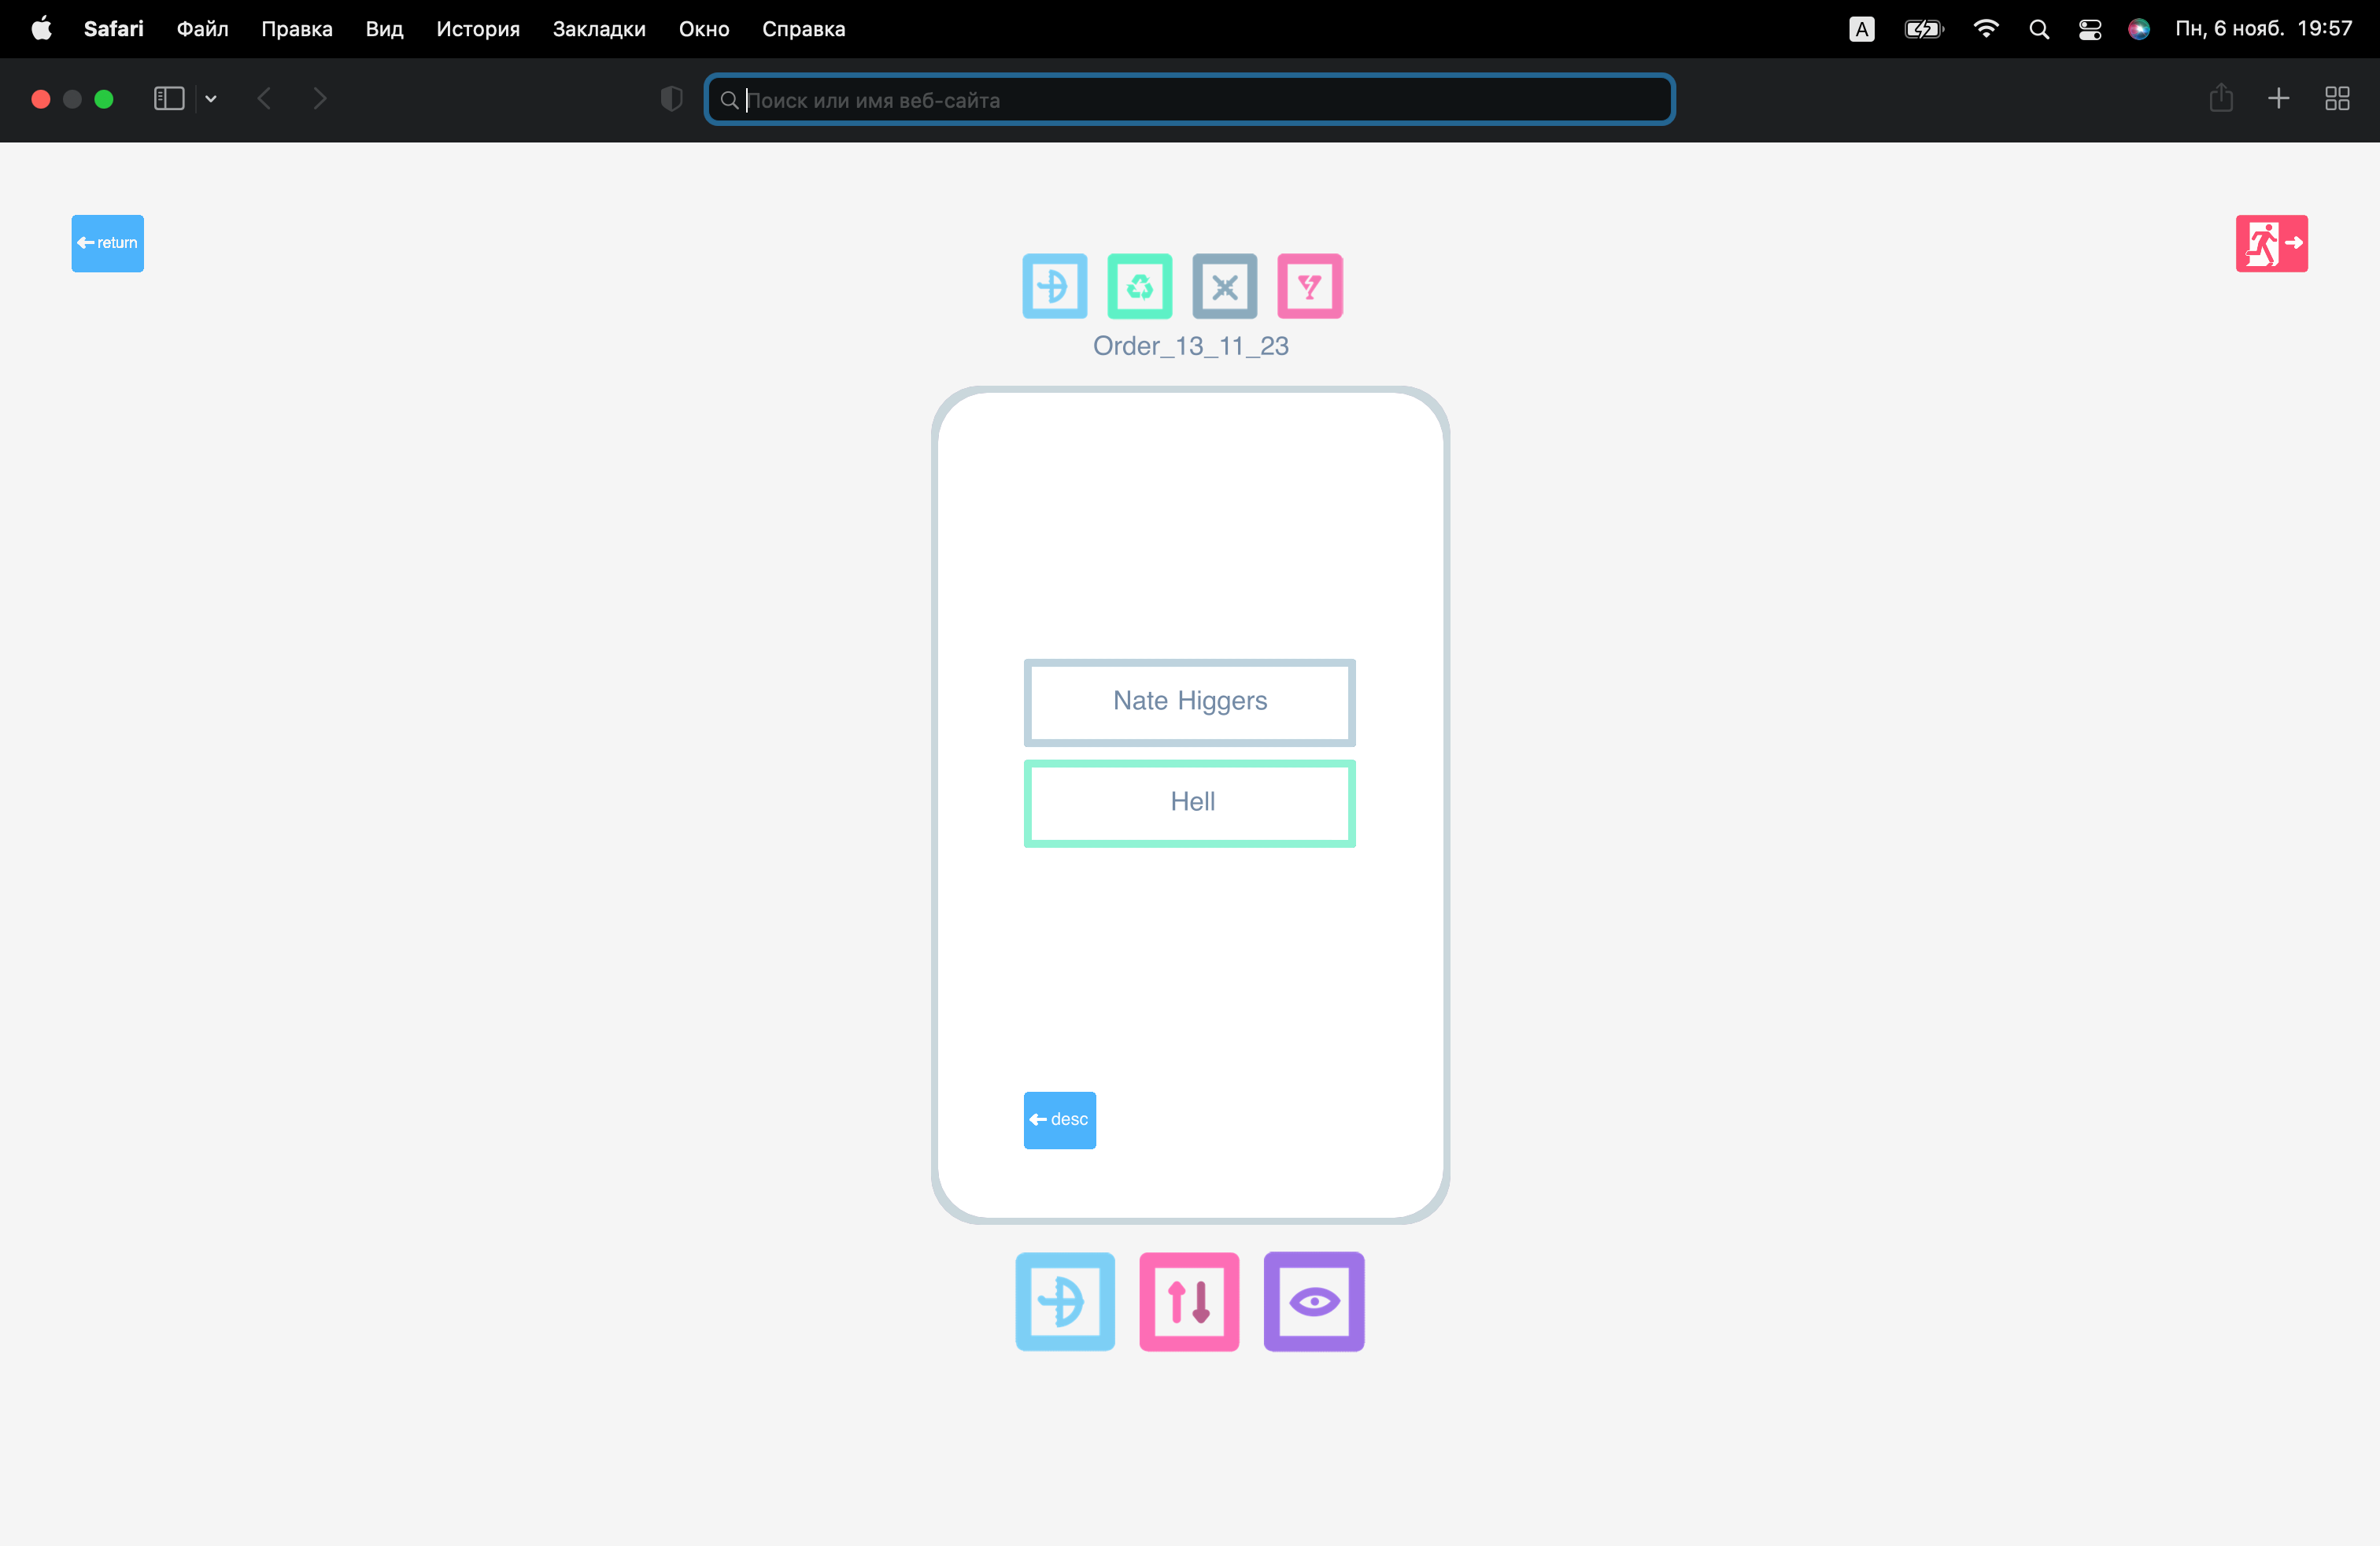 Safari Файл Правка Вид История Закладки Окно Справка A Пн, 6 нояб. 19:57
Поиск или имя веб-сайта
return
Order_13_11_23
Nate Higgers
Hell
desc